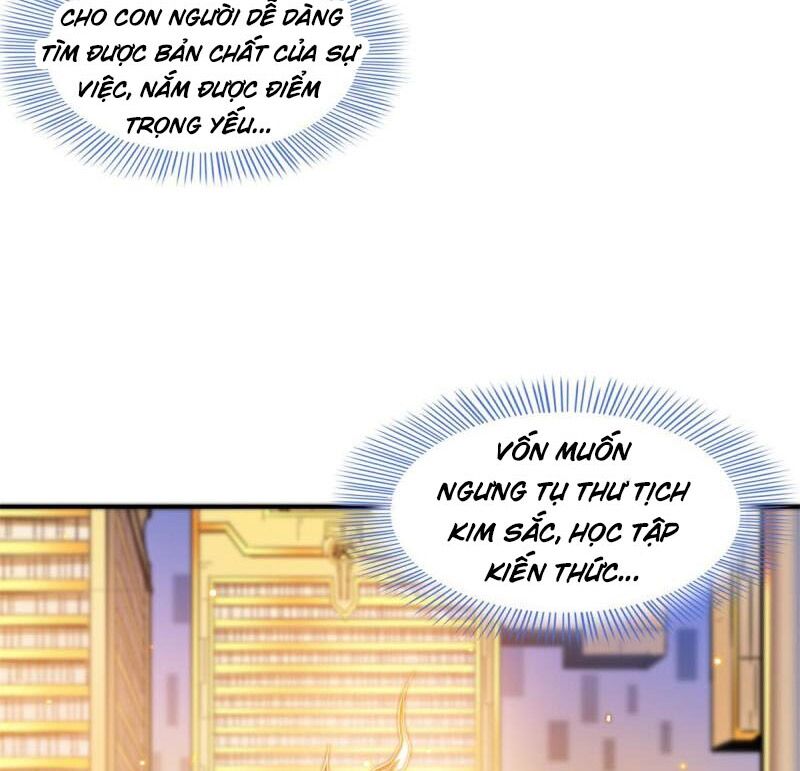 CHO CON NGƯỜI DỄ DÀNG
TÌM ĐƯỢC BẢN CHẤT CỦA SỰ
VIỆC, NẮM ĐƯỢC ĐIỂM
TRỌNG YẾU...
VỐN MUỐN
NGƯNG TỤ THƯ TỊCH
KIM SẮC, HỌC TẬP
KIẾN THỨC...